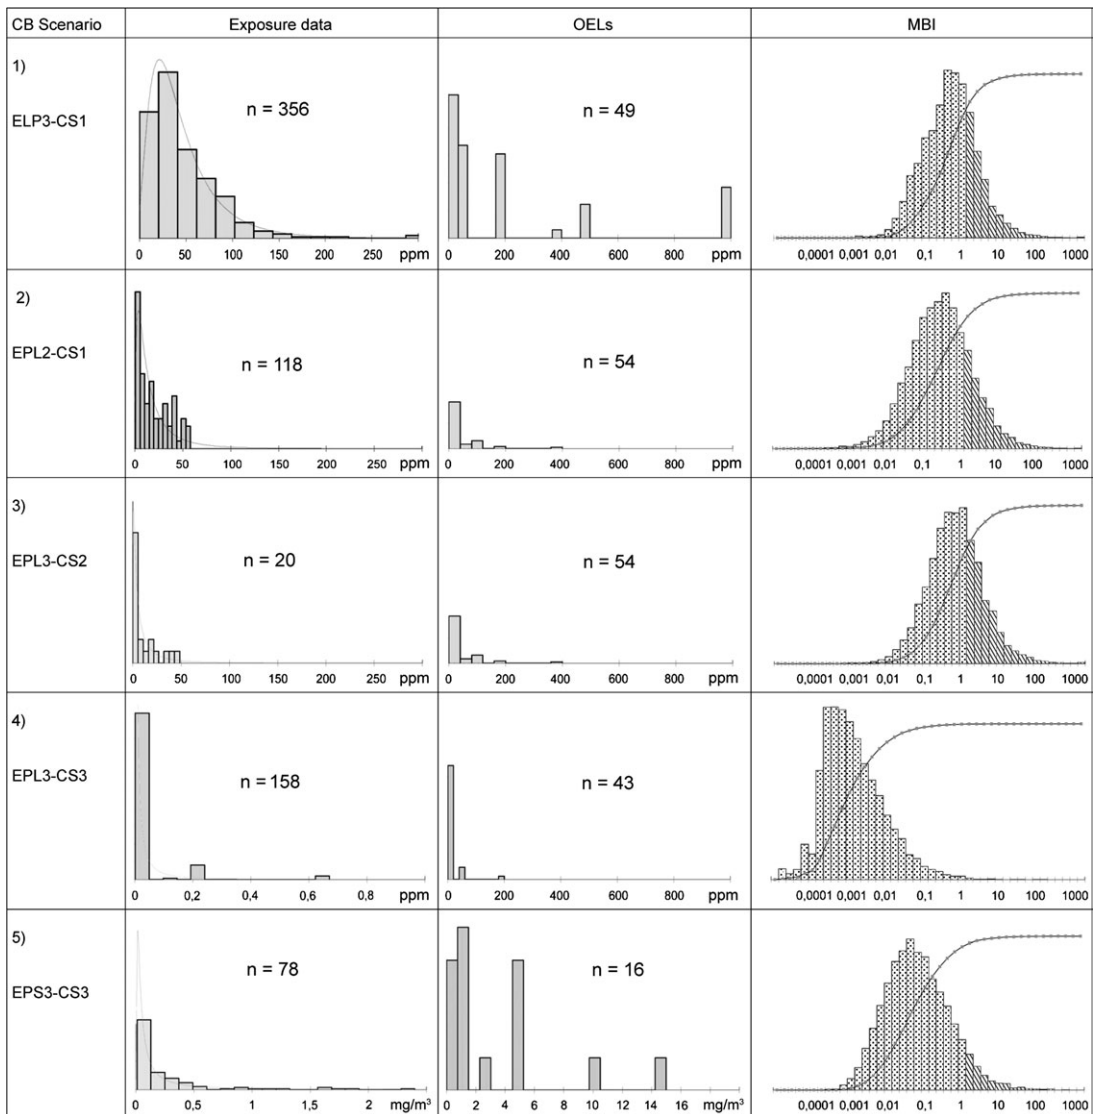 CB Scenario Exposure data OELs MBI
1)
ELP3-CS1
n = 356
n = 49
0 50 100 150 200 250 ppm
0 200 400 600 800 ppm
0,0001 0,001 0,01 0,1 1 10 100 1000
2)
EPL2-CS1
n = 118
n = 54
0 50 100 150 200 250 ppm
0 200 400 600 800 ppm
0,0001 0,001 0,01 0,1 1 10 100 1000
3)
EPL3-CS2
n = 20
n = 54
0 50 100 150 200 250 ppm
0 200 400 600 800 ppm
0,0001 0,001 0,01 0,1 1 10 100 1000
4)
EPL3-CS3
n = 158
n = 43
0 0,2 0,4 0,6 0,8 ppm
0 200 400 600 800 ppm
0,0001 0,001 0,01 0,1 1 10 100 1000
5)
EPS3-CS3
n = 78
n = 16
0 0,5 1 1,5 2 mg/m³
0 2 4 6 10 12 14 16 mg/m³
0,0001 0,001 0,01 0,1 1 10 100 1000